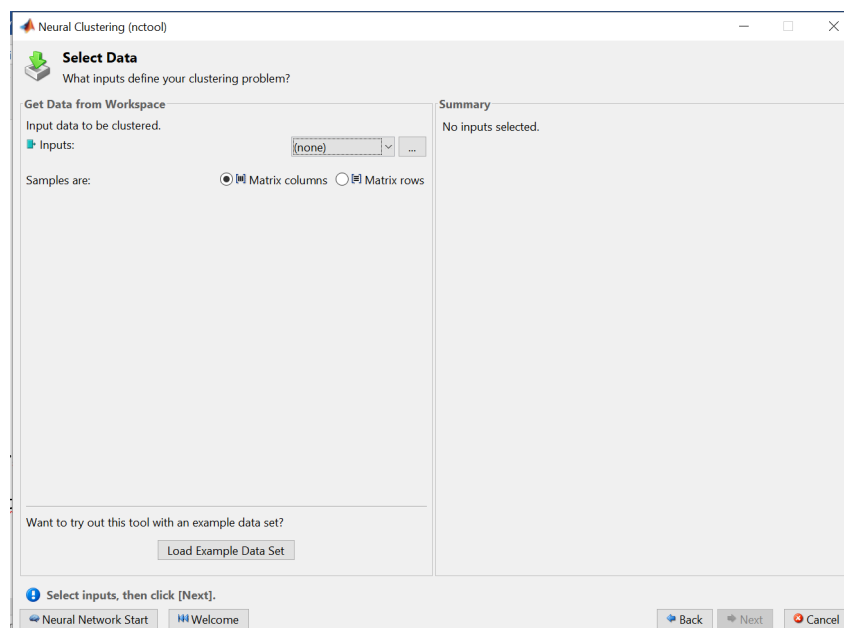 Neural Clustering (nctool)
Select Data
What inputs define your clustering problem?
Get Data from Workspace
Input data to be clustered.
Inputs: (none) ...
Samples are: Matrix columns Matrix rows
Want to try out this tool with an example data set?
Load Example Data Set
Summary
No inputs selected.
Select inputs, then click [Next].
Neural Network Start Welcome Back Next Cancel